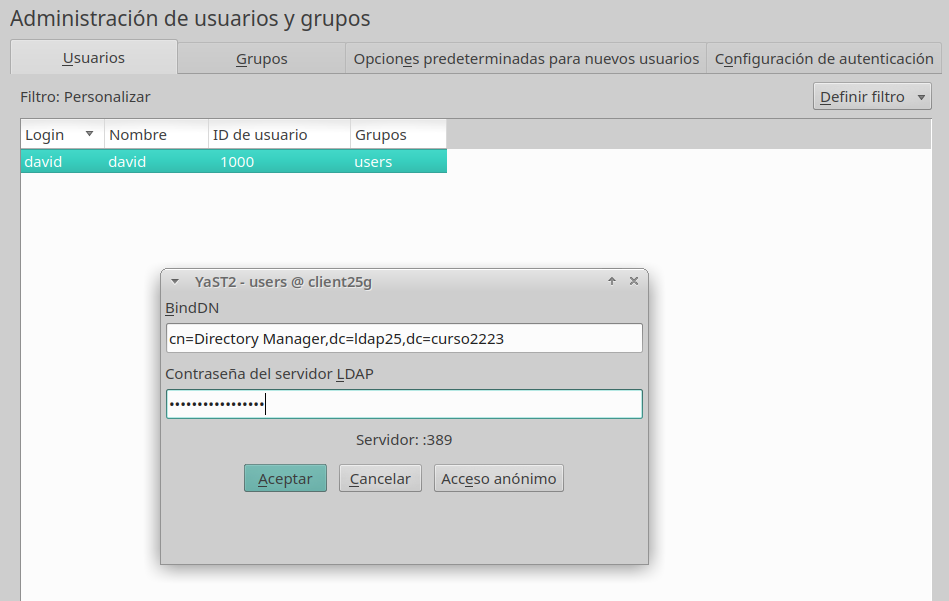 Administración de usuarios y grupos
Usuarios Grupos Opciones predeterminadas para nuevos usuarios Configuración de autenticación
Filtro: Personalizar Definir filtro
Login Nombre ID de usuario Grupos
david david 1000 users
YaST2 - users @ client25g
BindDN
cn=Directory Manager,dc=ldap25,dc=curso2223
Contraseña del servidor LDAP
••••••••••••••••
Servidor: :389
Aceptar Cancelar Acceso anónimo